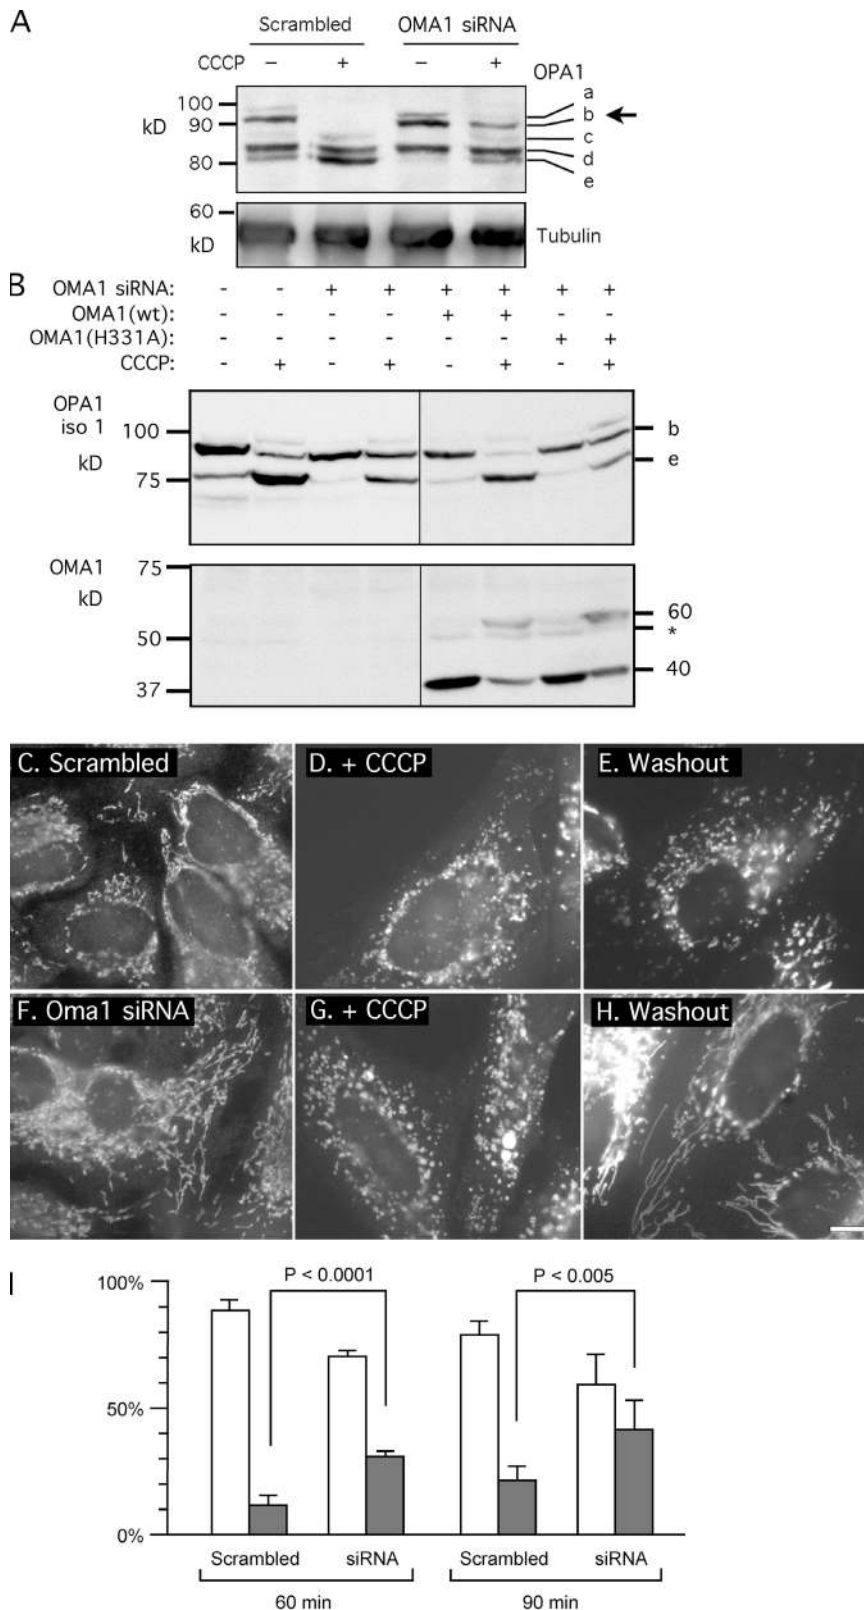 A
Scrambled OMA1 siRNA
CCCP - + - + OPA1
a
100 b
90
kD c
d
80 e
60
kD Tubulin
B
OMA1 siRNA: - - + + + + + +
OMA1(wt): - - - - + + - -
OMA1(H331A): - - - - - - + +
CCCP: - + - + - + - +
OPA1
iso 1 100 b
kD e
75
OMA1 75
kD
60
50 *
40
37
C. Scrambled D. + CCCP E. Washout
F. Oma1 siRNA G. + CCCP H. Washout
I
100% P < 0.0001 P < 0.005
50%
0%
Scrambled siRNA Scrambled siRNA
60 min 90 min